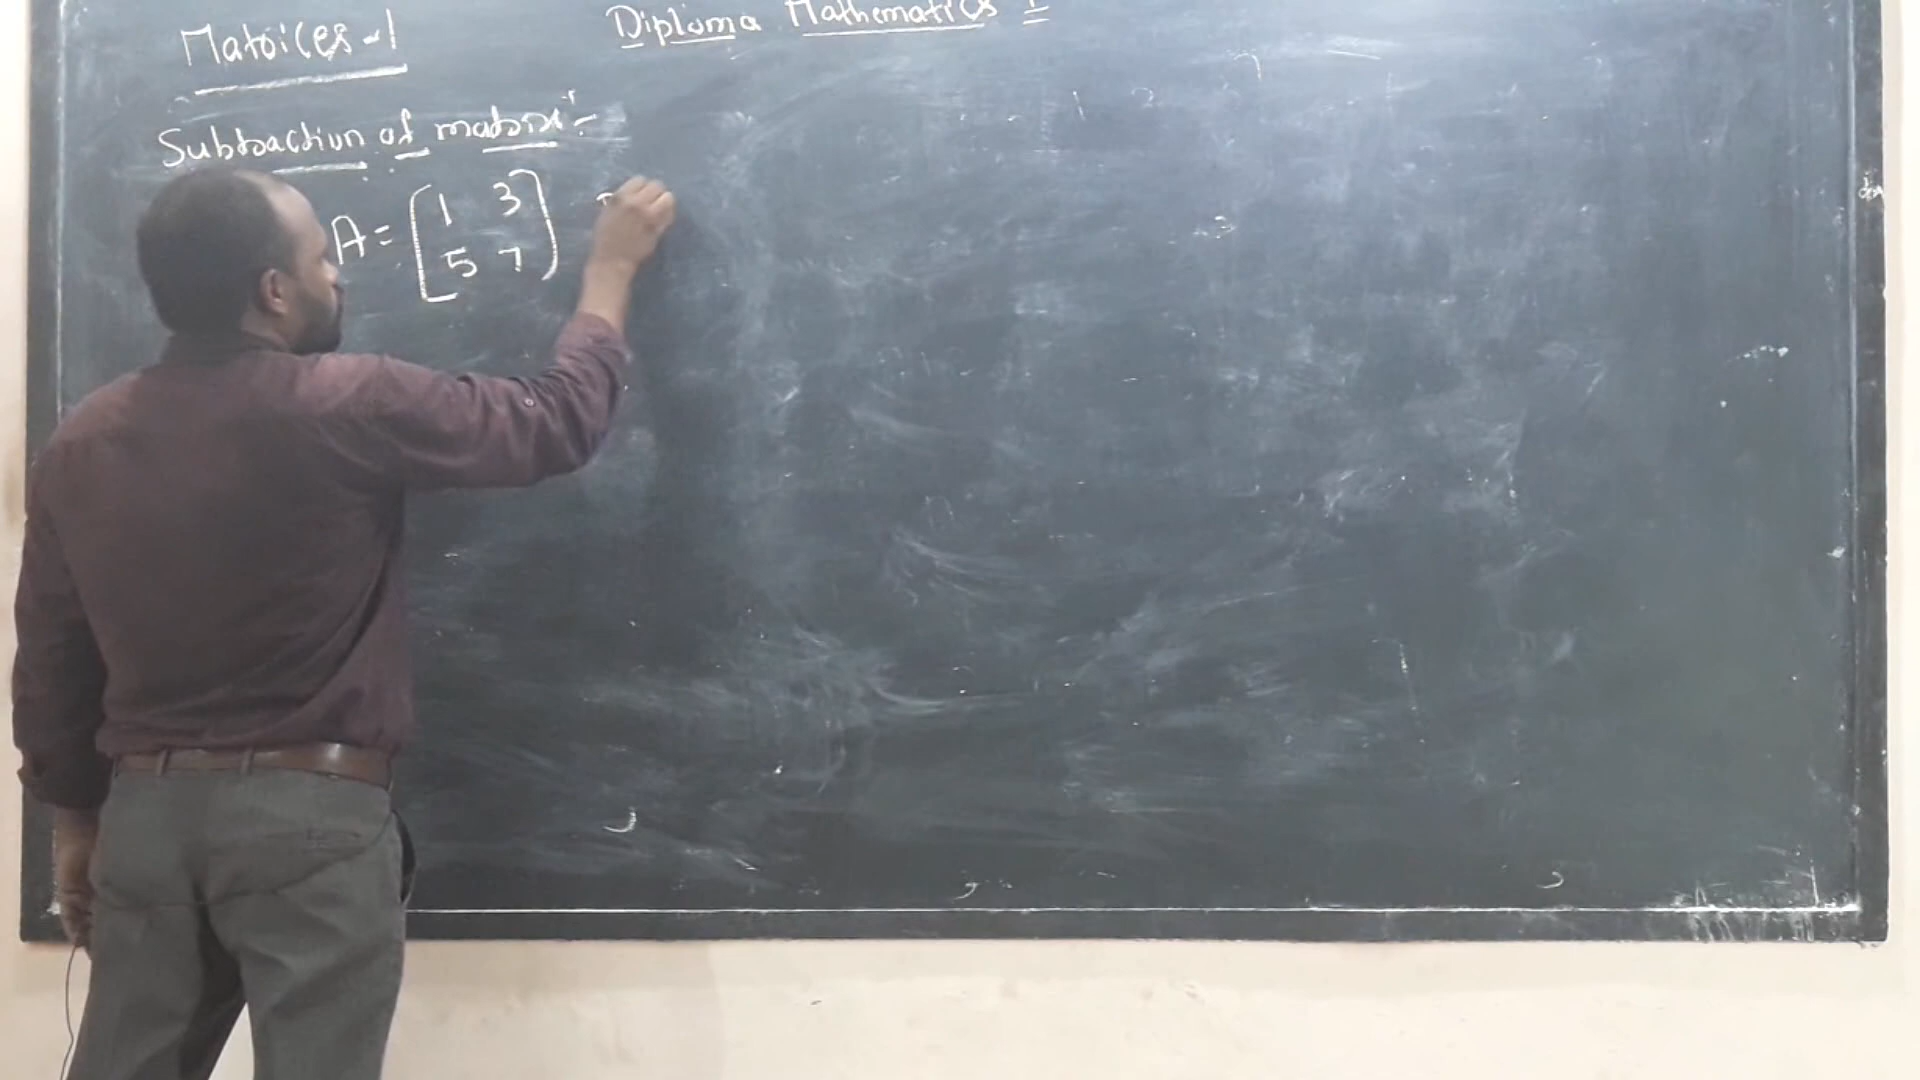 Diploma Mathematics I
Matrices-1
Subtraction of matrix:-
A = [1 3
5 7]